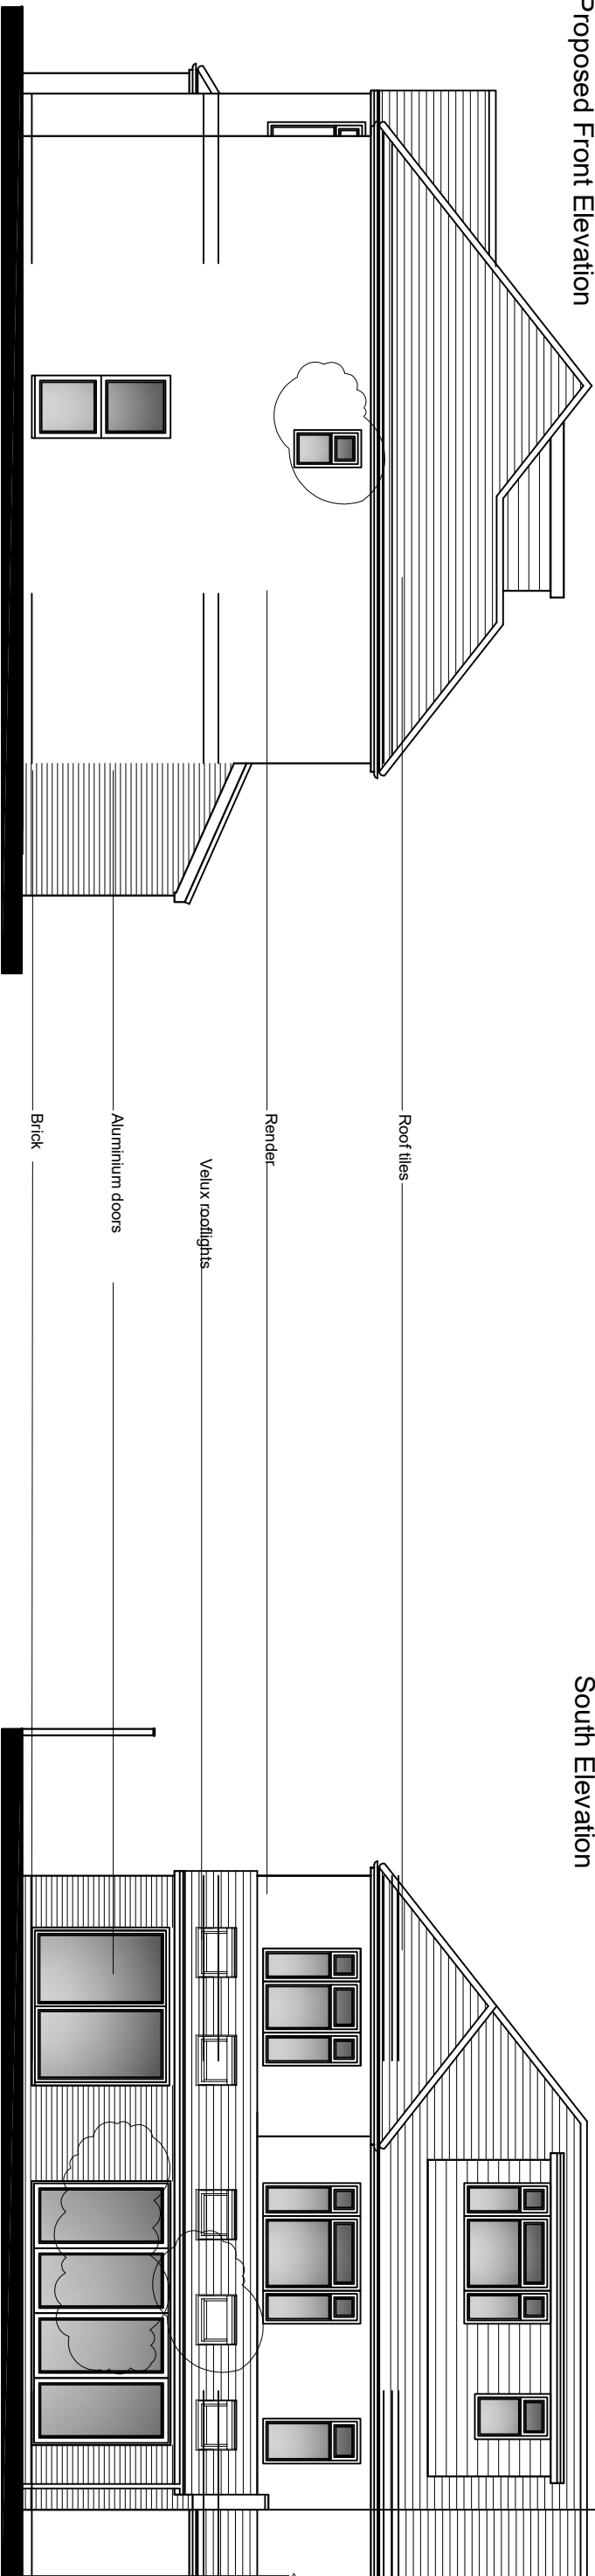 Proposed Front Elevation
South Elevation
Roof tiles
Render
Velux rooflights
Aluminium doors
Brick